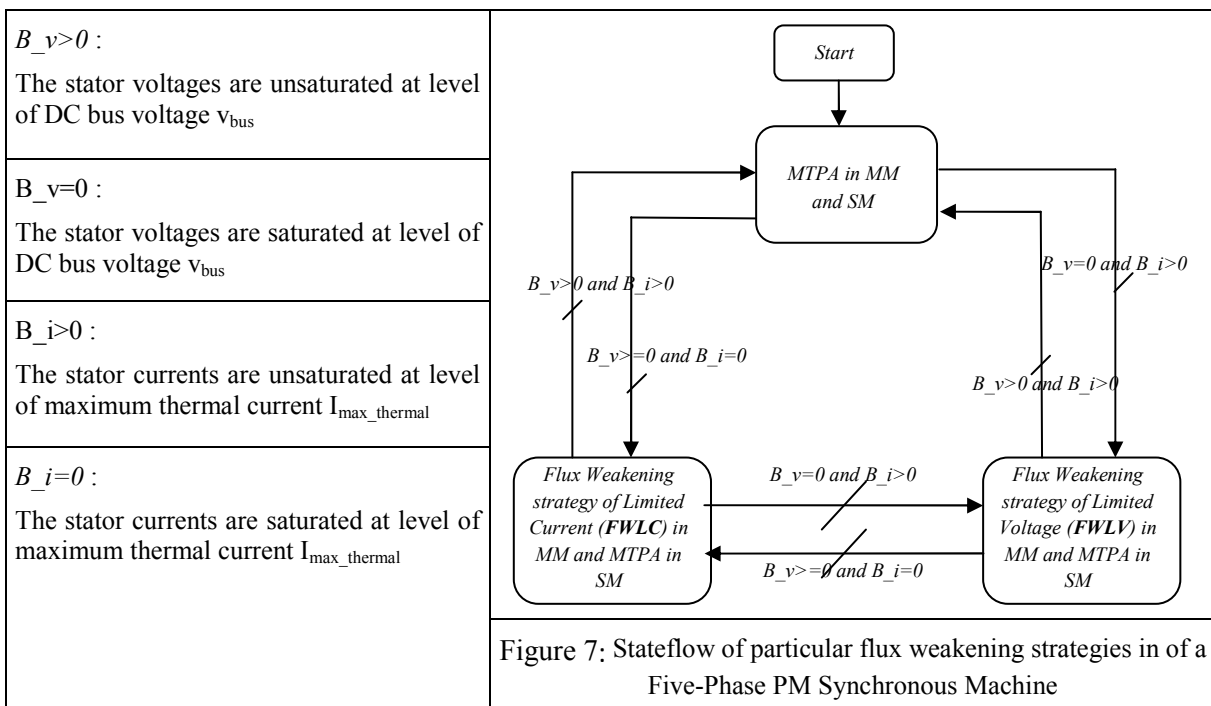 B_v>0 :
The stator voltages are unsaturated at level
of DC bus voltage vbus
B_v=0 :
The stator voltages are saturated at level of
DC bus voltage vbus
B_i>0 :
The stator currents are unsaturated at level
of maximum thermal current Imax_thermal
B_i=0 :
The stator currents are saturated at level of
maximum thermal current Imax_thermal
Start
MTPA in MM
and SM
B_v>0 and B_i>0
B_v=0 and B_i>0
B_v>=0 and B_i=0
B_v>0 and B_i>0
Flux Weakening
strategy of Limited
Current (FWLC) in
MM and MTPA in
SM
B_v=0 and B_i>0
B_v>=0 and B_i=0
Flux Weakening
strategy of Limited
Voltage (FWLV) in
MM and MTPA in
SM
Figure 7: Stateflow of particular flux weakening strategies in of a
Five-Phase PM Synchronous Machine